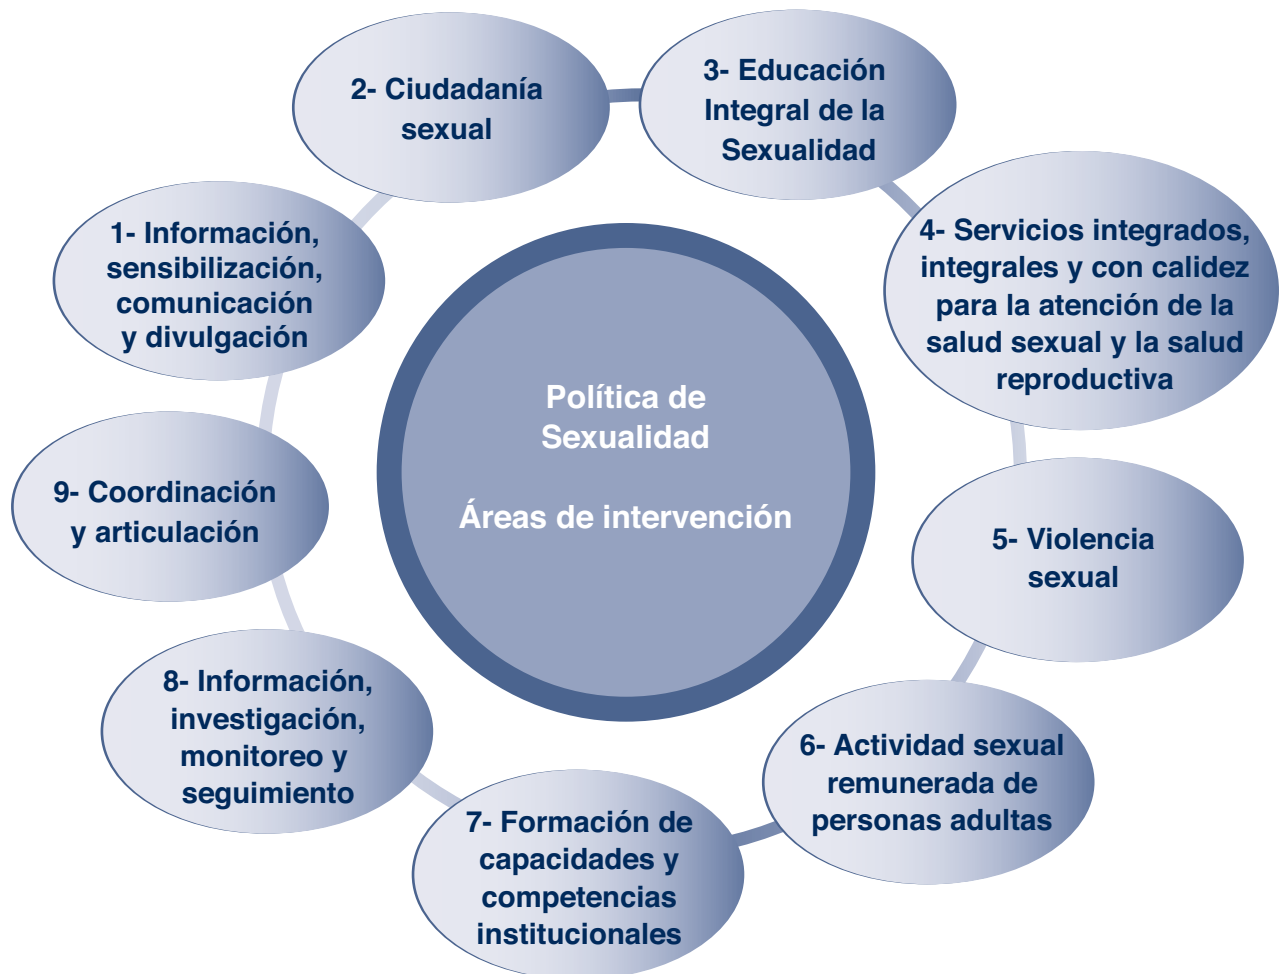 1- Información,
sensibilización,
comunicación
y divulgación
2- Ciudadanía
sexual
3- Educación
Integral de la
Sexualidad
4- Servicios integrados,
integrales y con calidez
para la atención de la
salud sexual y la salud
reproductiva
5- Violencia
sexual
6- Actividad sexual
remunerada de
personas adultas
7- Formación de
capacidades y
competencias
institucionales
8- Información,
investigación,
monitoreo y
seguimiento
9- Coordinación
y articulación
Política de
Sexualidad
Áreas de intervención